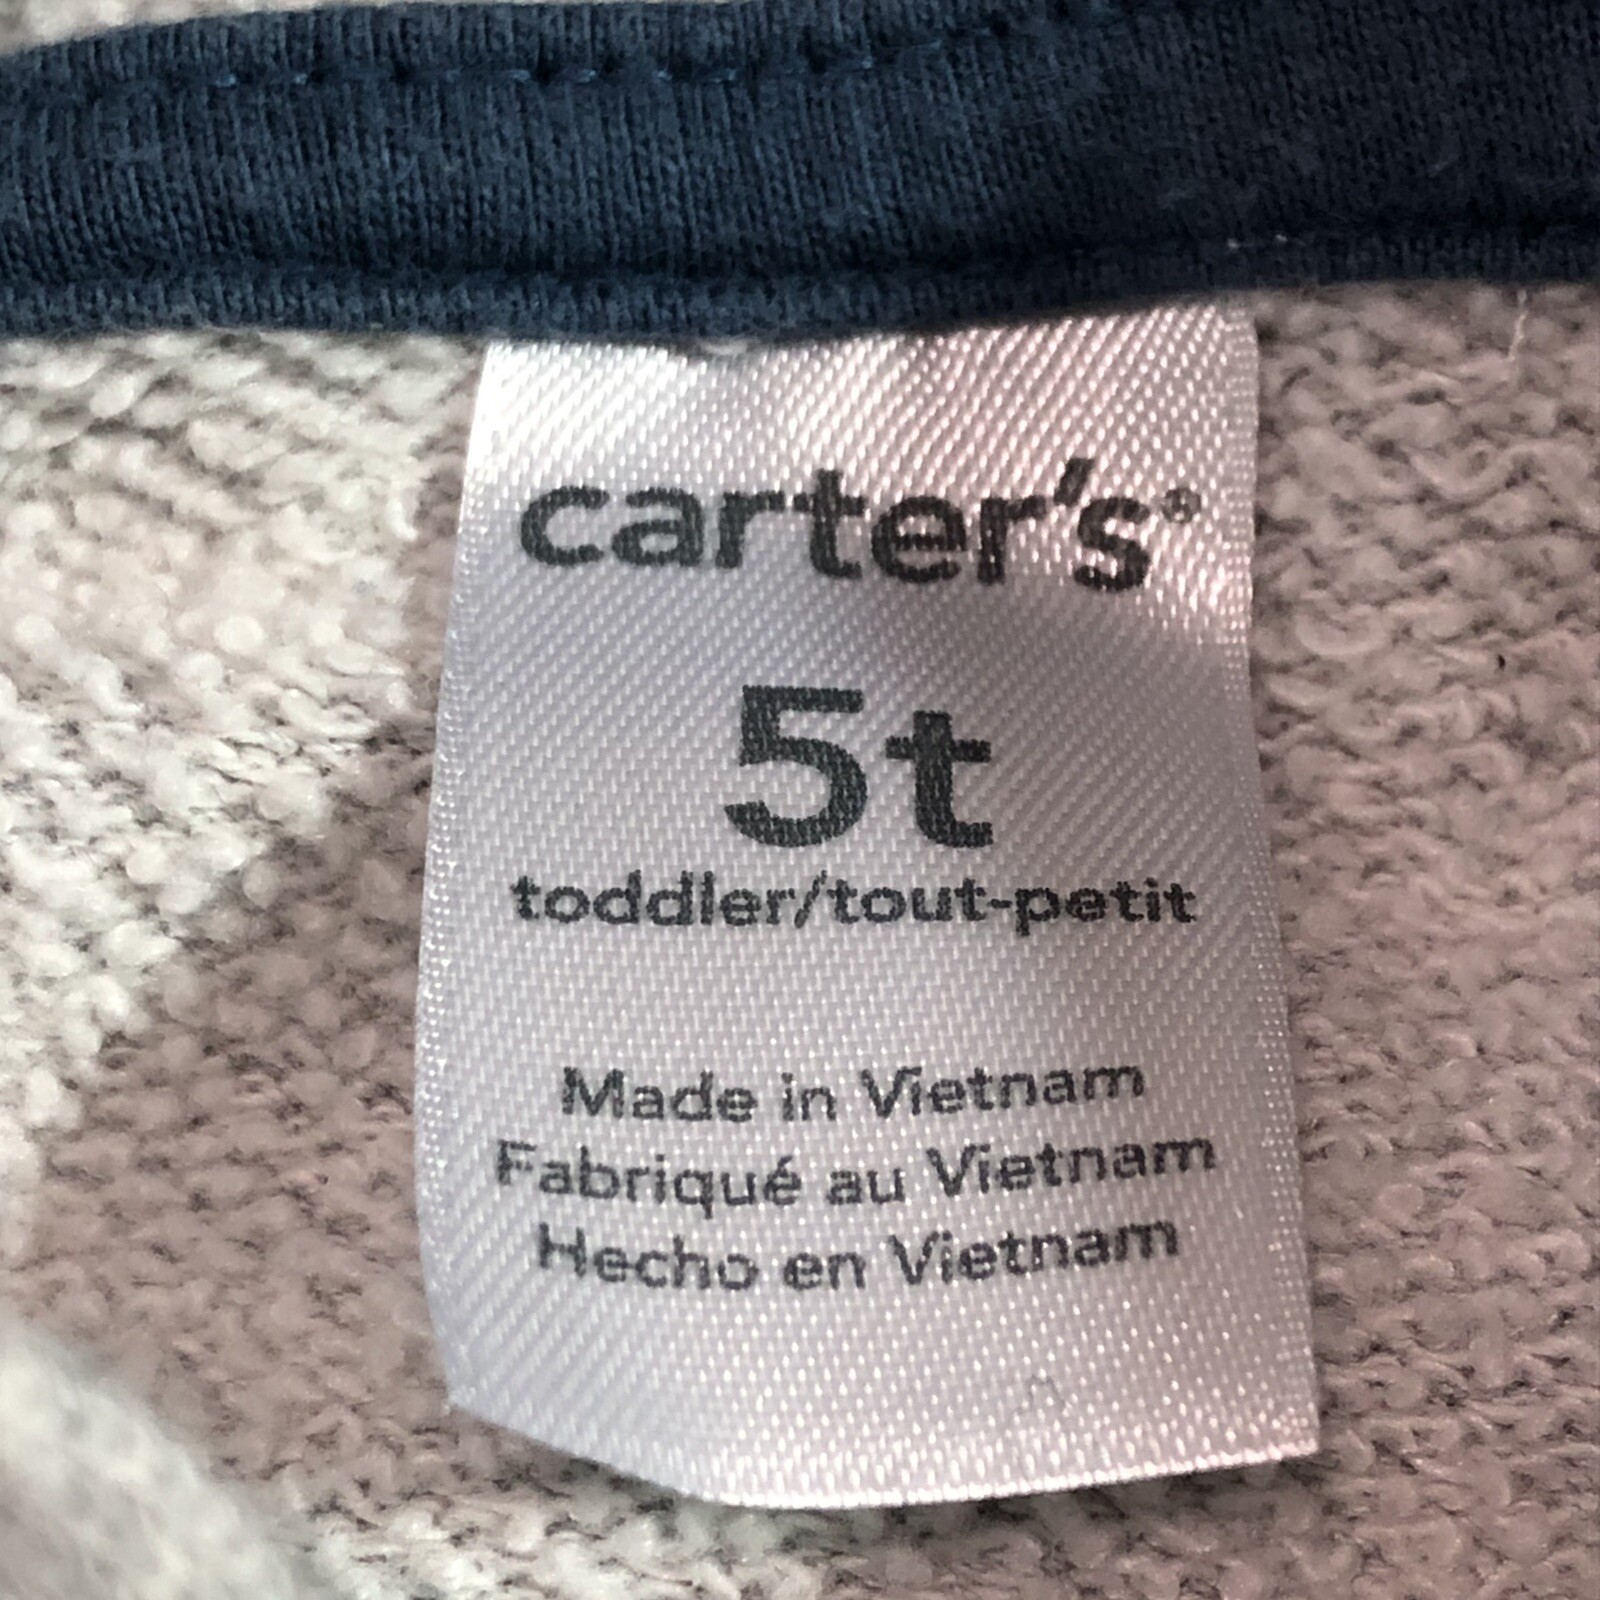 carter's®
5t
toddler/tout-petit
Made in Vietnam
Fabriqué au Vietnam
Hecho en Vietnam